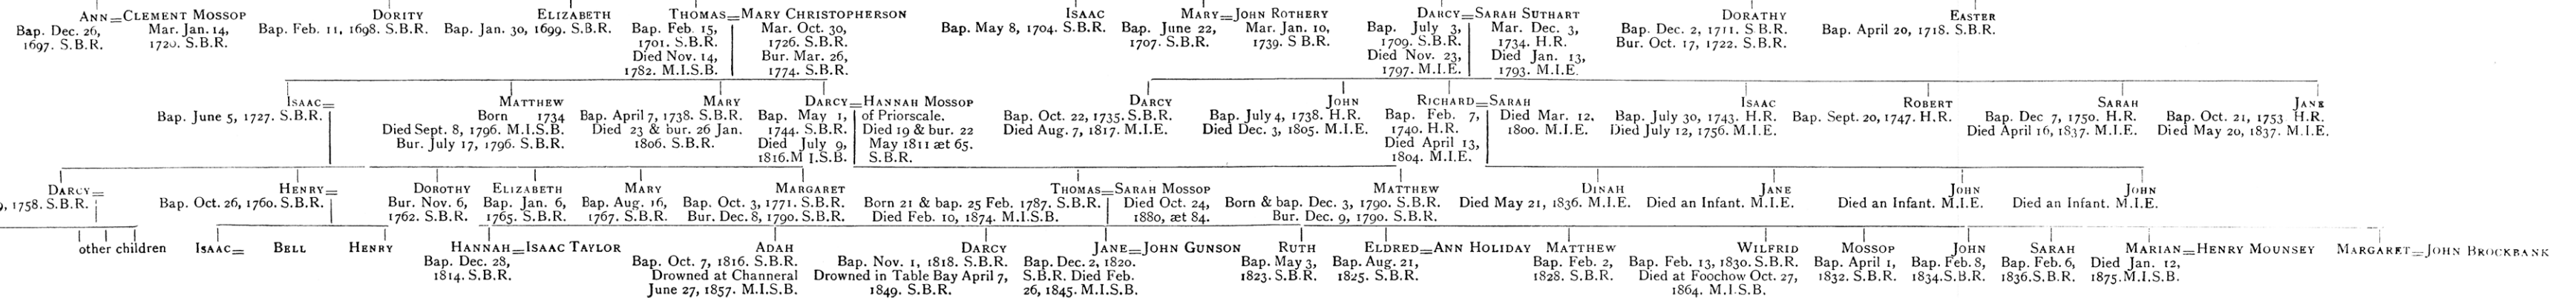 ANN=CLEMENT MOSSOP
Bap. Dec. 26, Mar. Jan. 14,
1697. S.B.R. 1720. S.B.R.
DORITY
Bap. Feb. 11, 1698. S.B.R.
ELIZABETH
Bap. Jan. 30, 1699. S.B.R.
THOMAS=MARY CHRISTOPHERSON
Bap. Feb. 15, Mar. Oct. 30,
1701. S.B.R. 1726. S.B.R.
Died Nov. 14, Bur. Mar. 26,
1782. M.I.S.B. 1774. S.B.R.
ISAAC
Bap. May 8, 1704. S.B.R.
MARY=JOHN ROTHERY
Bap. June 22, Mar. Jan. 10,
1707. S.B.R. 1739. S B.R.
DARCY=SARAH SUTHART
Bap. July 3, Mar. Dec. 3,
1709. S.B.R. 1734. H.R.
Died Nov. 23, Died Jan. 13,
1797. M.I.E. 1793. M.I.E.
DORATHY
Bap. Dec. 2, 1711. S B.R.
Bur. Oct. 17, 1722. S.B.R.
EASTER
Bap. April 20, 1718. S.B.R.
ISAAC=
Bap. June 5, 1727. S.B.R.
MATTHEW
Born 1734
Died Sept. 8, 1796. M.I.S.B.
Bur. July 17, 1796. S.B.R.
MARY
Bap. April 7, 1738. S.B.R.
Died 23 & bur. 26 Jan.
1806. S.B.R.
DARCY=HANNAH MOSSOP
Bap. May 1, of Priorscale.
1744. S.B.R. Died 19 & bur. 22
Died July 9, May 1811 æt 65.
1816.M I.S.B. S.B.R.
DARCY
Bap. Oct. 22, 1735. S.B.R.
Died Aug. 7, 1817. M.I.E.
JOHN
Bap. July 4, 1738. H.R.
Died Dec. 3, 1805. M.I.E.
RICHARD=SARAH
Bap. Feb. 7, Died Mar. 12,
1740. H.R. 1800. M.I.E.
Died April 13,
1804. M.I.E.
ISAAC
Bap. July 30, 1743. H.R.
Died July 12, 1756. M.I.E.
ROBERT
Bap. Sept. 20, 1747. H.R.
SARAH
Bap. Dec 7, 1750. H.R.
Died April 16, 1837. M.I.E.
JANE
Bap. Oct. 21, 1753 H.R.
Died May 20, 1837. M.I.E.
DARCY=
, 1758. S.B.R.
HENRY=
Bap. Oct. 26, 1760. S.B.R.
DOROTHY
Bur. Nov. 6,
1762. S.B.R.
ELIZABETH
Bap. Jan. 6,
1765. S.B.R.
MARY
Bap. Aug. 16,
1767. S.B.R.
MARGARET
Bap. Oct. 3, 1771. S.B.R.
Bur. Dec. 8, 1790. S.B.R.
THOMAS=SARAH MOSSOP
Born 21 & bap. 25 Feb. 1787. S.B.R. Died Oct. 24,
Died Feb. 10, 1874. M.I.S.B. 1880, æt 84.
MATTHEW
Born & bap. Dec. 3, 1790. S.B.R.
Bur. Dec. 9, 1790. S.B.R.
DINAH
Died May 21, 1836. M.I.E.
JANE
Died an Infant. M.I.E.
JOHN
Died an Infant. M.I.E.
JOHN
Died an Infant. M.I.E.
other children
ISAAC=
BELL
HENRY
HANNAH=ISAAC TAYLOR
Bap. Dec. 28,
1814. S.B.R.
ADAH
Bap. Oct. 7, 1816. S.B.R.
Drowned at Channeral
June 27, 1857. M.I.S.B.
DARCY
Bap. Nov. 1, 1818. S.B.R.
Drowned in Table Bay April 7,
1849. S.B.R.
JANE=JOHN GUNSON
Bap. Dec. 2, 1820.
S.B.R. Died Feb.
26, 1845. M.I.S.B.
RUTH
Bap. May 3,
1823. S.B.R.
ELDRED=ANN HOLIDAY
Bap. Aug. 21,
1825. S.B.R.
MATTHEW
Bap. Feb. 2,
1828. S.B.R.
WILFRID
Bap. Feb. 13, 1830. S.B.R.
Died at Foochow Oct. 27,
1864. M.I.S.B.
MOSSOP
Bap. April 1,
1832. S.B.R.
JOHN
Bap. Feb. 8,
1834.S.B.R.
SARAH
Bap. Feb. 6,
1836.S.B.R.
MARIAN=HENRY MOUNSEY
Died Jan. 12,
1875.M.I.S.B.
MARGARET=JOHN BROCKBANK